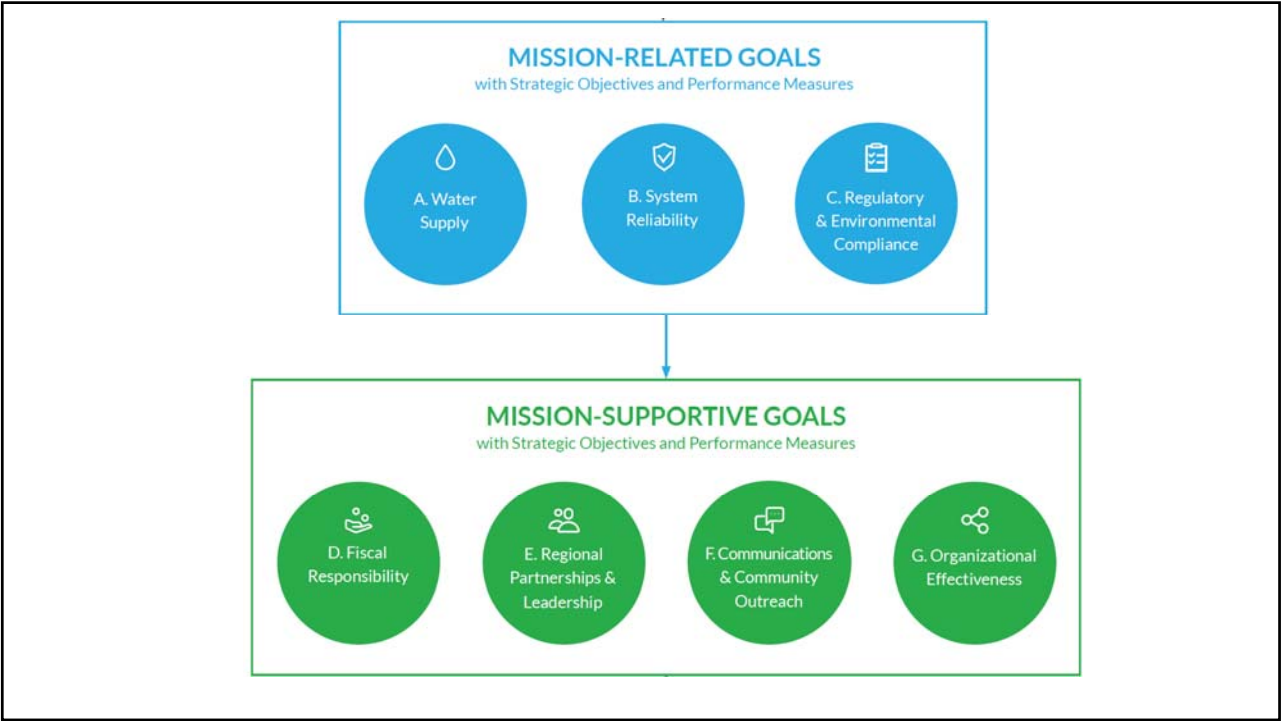 MISSION-RELATED GOALS
with Strategic Objectives and Performance Measures
A. Water
Supply
B. System
Reliability
C. Regulatory
& Environmental
Compliance
MISSION-SUPPORTIVE GOALS
with Strategic Objectives and Performance Measures
D. Fiscal
Responsibility
E. Regional
Partnerships &
Leadership
F. Communications
& Community
Outreach
G. Organizational
Effectiveness